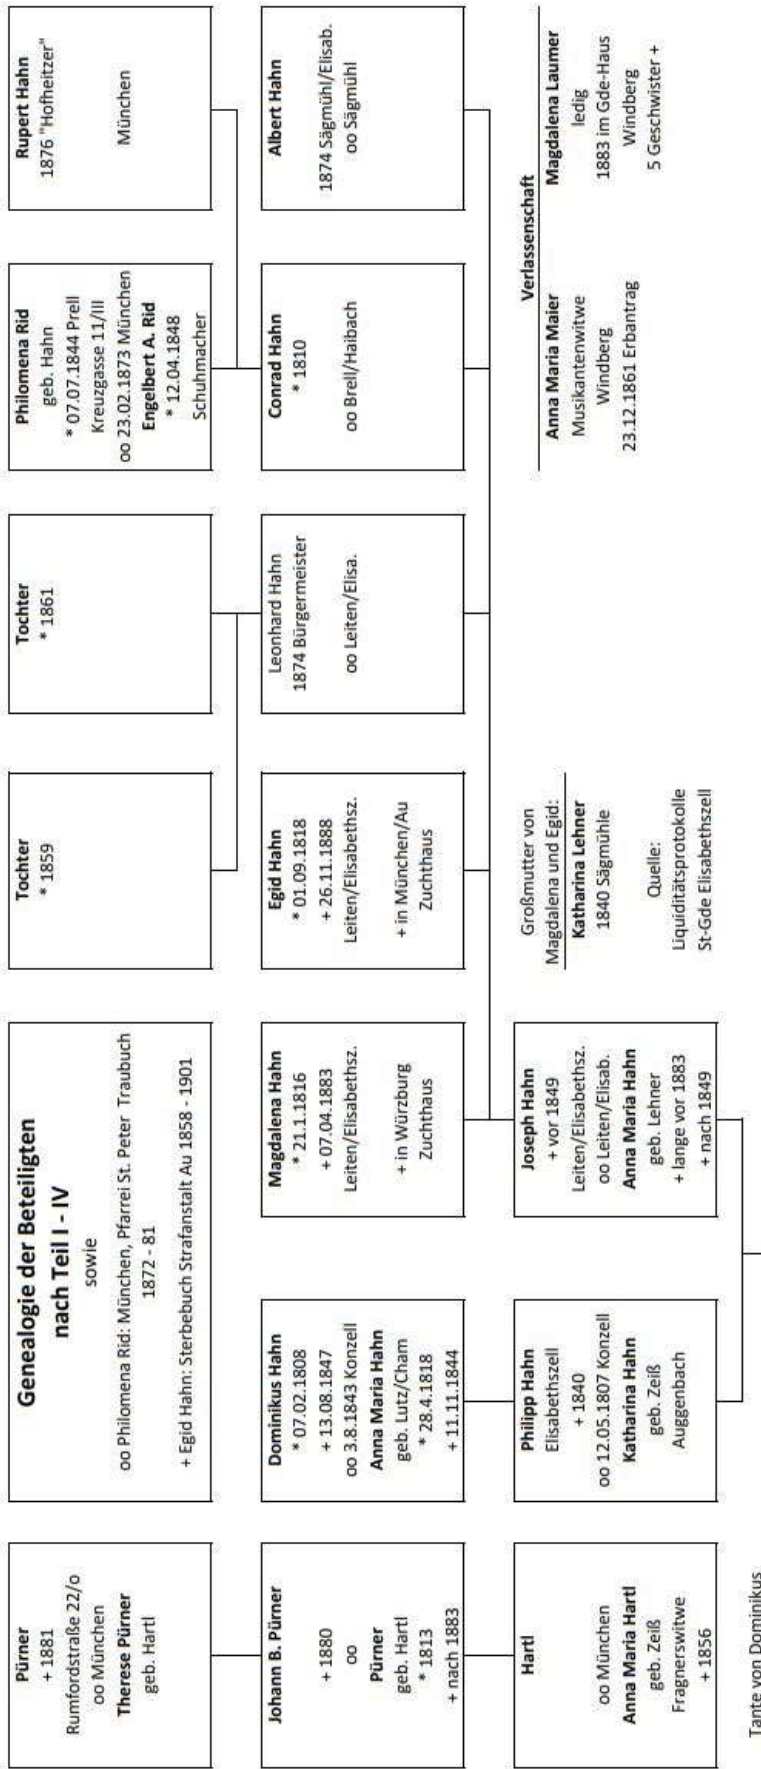 Pürner
+ 1881
Rumfordstraße 22/o
oo München
Therese Pürner
geb. Hartl
Genealogie der Beteiligten
nach Teil I - IV
sowie
oo Philomena Rid: München, Pfarrei St. Peter Traubuch
1872 - 81
+ Egid Hahn: Sterbebuch Strafanstalt Au 1858 - 1901
Tochter
* 1859
Tochter
* 1861
Philomena Rid
geb. Hahn
* 07.07.1844 Prell
Kreuzgasse 11/III
oo 23.02.1873 München
Engelbert A. Rid
* 12.04.1848
Schuhmacher
Rupert Hahn
1876 "Hofheitzer"
München
Johann B. Pürner
+ 1880
oo
Pürner
geb. Hartl
* 1813
+ nach 1883
Dominikus Hahn
* 07.02.1808
+ 13.08.1847
oo 3.8.1843 Konzell
Anna Maria Hahn
geb. Lutz/Cham
* 28.4.1818
+ 11.11.1844
Magdalena Hahn
* 21.1.1816
+ 07.04.1883
Leiten/Elisabethsz.
+ in Würzburg
Zuchthaus
Egid Hahn
* 01.09.1818
+ 26.11.1888
Leiten/Elisabethsz.
+ in München/Au
Zuchthaus
Leonhard Hahn
1874 Bürgermeister
oo Leiten/Elisa.
Conrad Hahn
* 1810
oo Brell/Haibach
Albert Hahn
1874 Sägmühl/Elisab.
oo Sägmühl
Hartl
oo München
Anna Maria Hartl
geb. Zeiß
Fragnerswitwe
+ 1856
Philipp Hahn
Elisabethszell
+ 1840
oo 12.05.1807 Konzell
Katharina Hahn
geb. Zeiß
Auggenbach
Joseph Hahn
+ vor 1849
Leiten/Elisabethsz.
oo Leiten/Elisab.
Anna Maria Hahn
geb. Lehner
+ lange vor 1883
+ nach 1849
Großmutter von
Magdalena und Egid:
Katharina Lehner
1840 Sägmühle
Quelle:
Liquiditätsprotokolle
St-Gde Elisabethszell
Verlassenschaft
Anna Maria Maier
Musikantenwitwe
Windberg
23.12.1861 Erbantrag
Magdalena Laumer
ledig
1883 im Gde-Haus
Windberg
5 Geschwister +
Tante von Dominikus